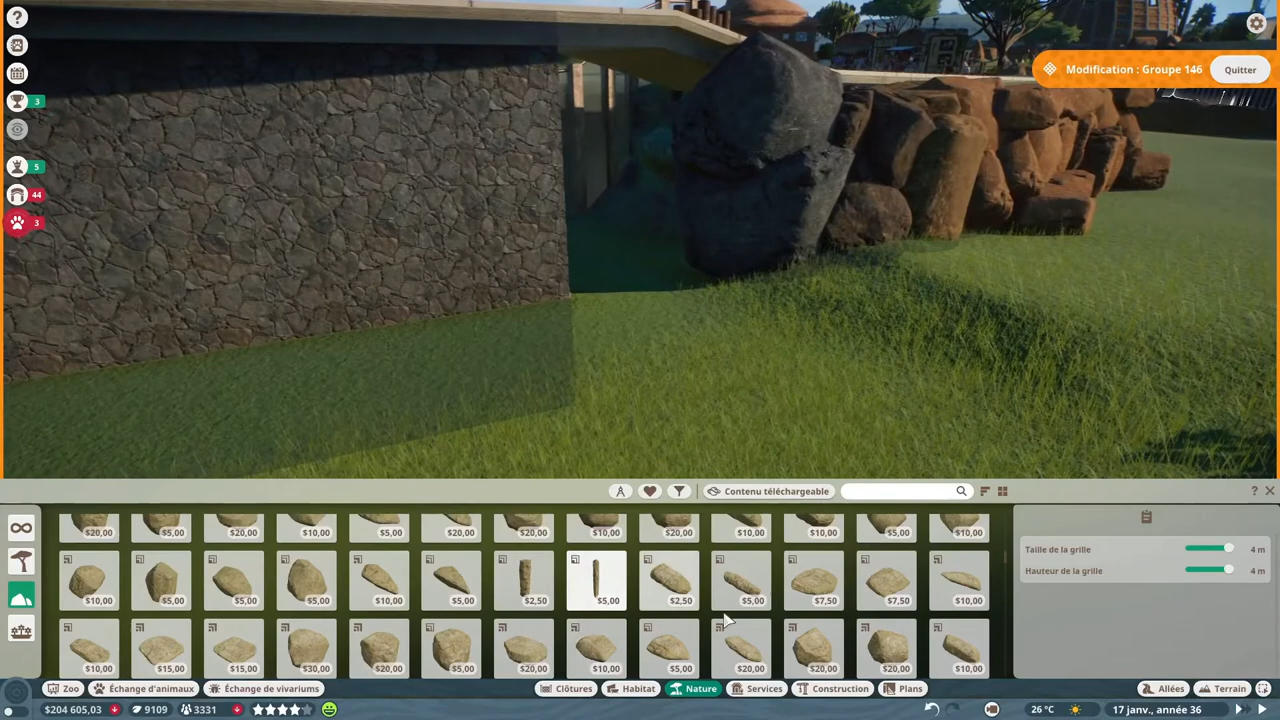 ?
Modification : Groupe 146
Quitter
3
5
44
3
Contenu téléchargeable
?
$20,00
$5,00
$20,00
$10,00
$5,00
$20,00
$20,00
$10,00
$20,00
$10,00
$20,00
$5,00
$10,00
$10,00
$5,00
$5,00
$5,00
$10,00
$5,00
$2,50
$5,00
$2,50
$5,00
$7,50
$7,50
$10,00
$10,00
$15,00
$15,00
$30,00
$20,00
$5,00
$20,00
$10,00
$5,00
$20,00
$20,00
$20,00
$10,00
Taille de la grille
4 m
Hauteur de la grille
4 m
Zoo
Échange d'animaux
Échange de vivariums
Clôtures
Habitat
Nature
Services
Construction
Plans
Allées
Terrain
$204 605,03
9109
3331
26 °C
17 janv., année 36